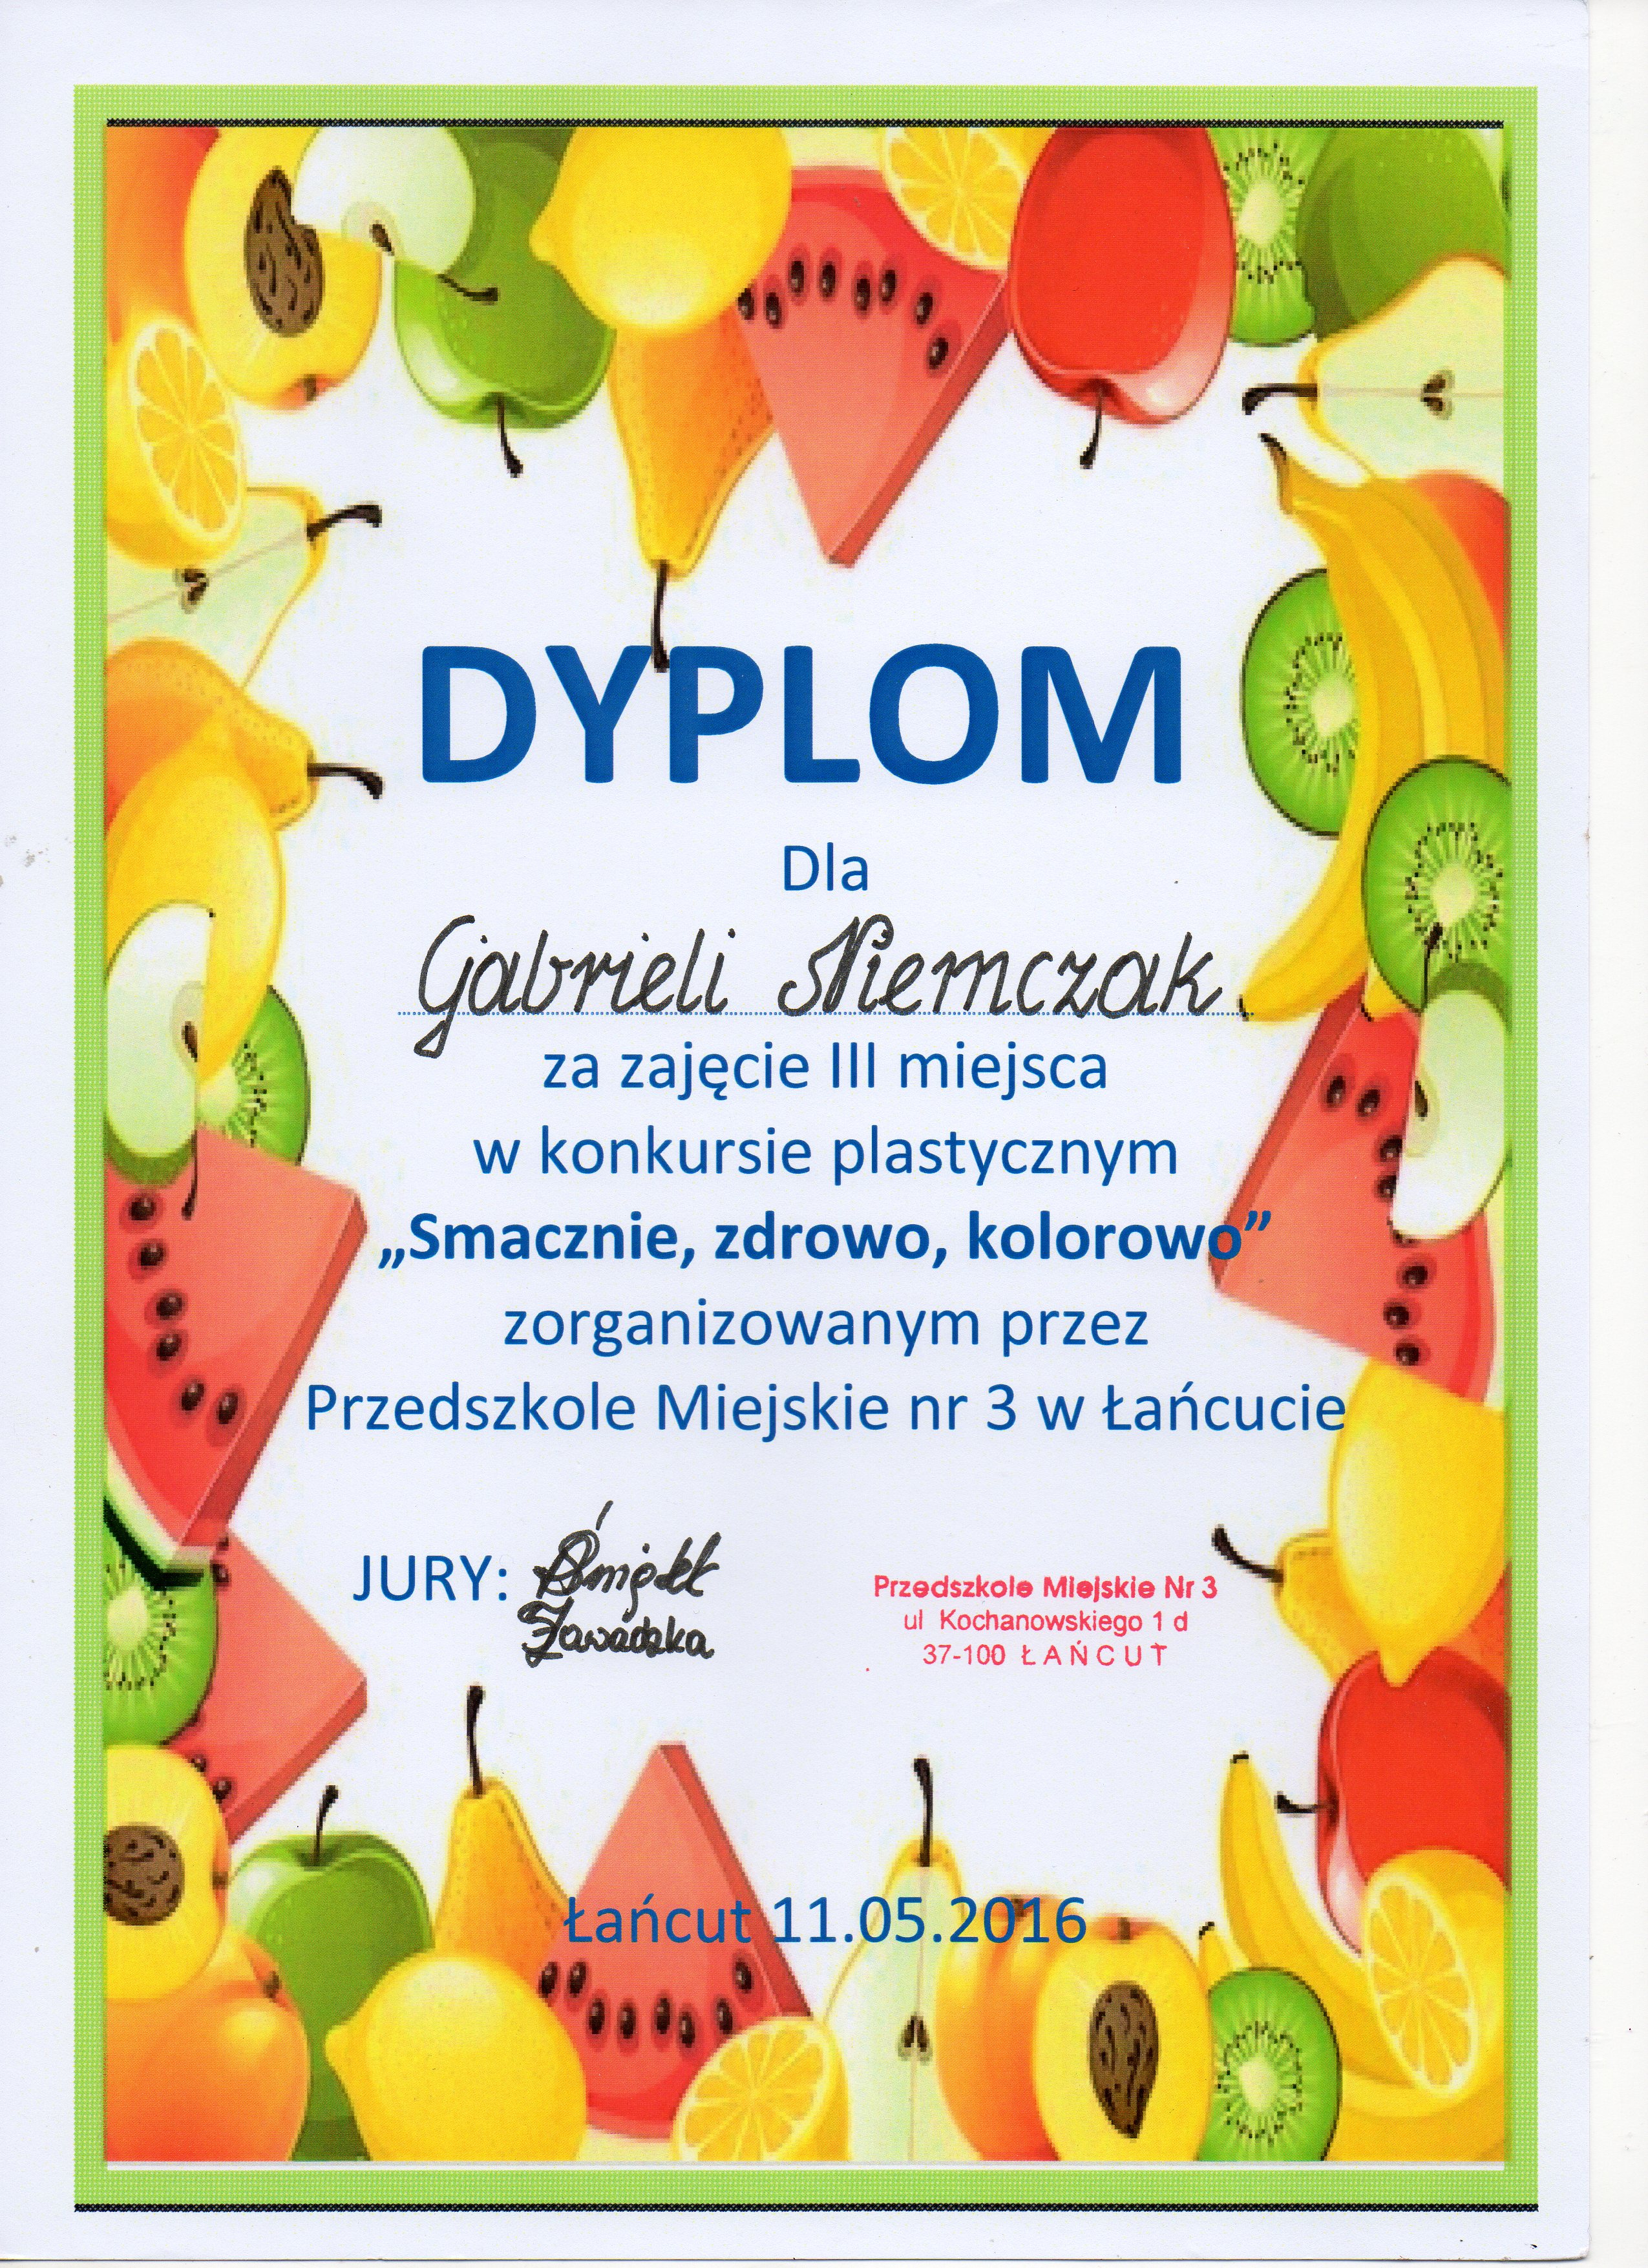 DYPLOM
Dla
Gabrieli Niemczak
za zajęcie III miejsca
w konkursie plastycznym
„Smacznie, zdrowo, kolorowo”
zorganizowanym przez
Przedszkole Miejskie nr 3 w Łańcucie
JURY:
Zawadzka
Przedszkole Miejskie Nr 3
ul Kochanowskiego 1 d
37-100 ŁAŃCUT
Łańcut 11.05.2016